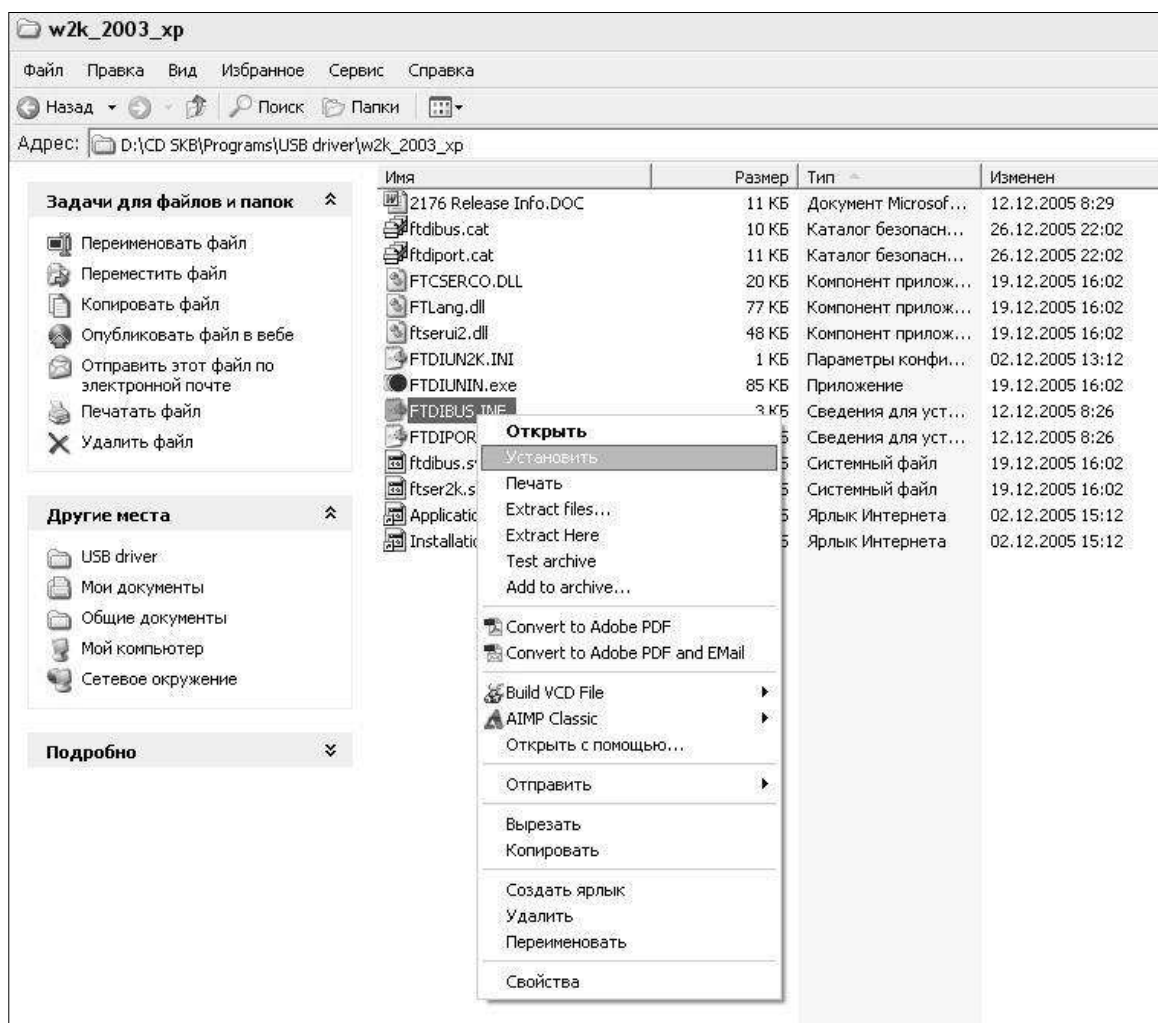 w2k_2003_xp
Файл Правка Вид Избранное Сервис Справка
Назад Поиск Папки
Адрес: D:\CD SKB\Programs\USB driver\w2k_2003_xp
Имя Размер Тип Изменен
Задачи для файлов и папок
Переименовать файл
Переместить файл
Копировать файл
Опубликовать файл в вебе
Отправить этот файл по
электронной почте
Печатать файл
Удалить файл
Другие места
USB driver
Мои документы
Общие документы
Мой компьютер
Сетевое окружение
Подробно
2176 Release Info.DOC 11 КБ Документ Microsof... 12.12.2005 8:29
ftdibus.cat 10 КБ Каталог безопасн... 26.12.2005 22:02
ftdiport.cat 11 КБ Каталог безопасн... 26.12.2005 22:02
FTCSERCO.DLL 20 КБ Компонент прилож... 19.12.2005 16:02
FTLang.dll 77 КБ Компонент прилож... 19.12.2005 16:02
ftserui2.dll 48 КБ Компонент прилож... 19.12.2005 16:02
FTDIUN2K.INI 1 КБ Параметры конфи... 02.12.2005 13:12
FTDIUNIN.exe 85 КБ Приложение 19.12.2005 16:02
FTDIBUS.INF 3 КБ Сведения для уст... 12.12.2005 8:26
FTDIPOR Сведения для уст... 12.12.2005 8:26
ftdibus.s Системный файл 19.12.2005 16:02
ftser2k.s Системный файл 19.12.2005 16:02
Applicatic Ярлык Интернета 02.12.2005 15:12
Installatic Ярлык Интернета 02.12.2005 15:12
Открыть
Установить
Печать
Extract files...
Extract Here
Test archive
Add to archive...
Convert to Adobe PDF
Convert to Adobe PDF and EMail
Build VCD File
AIMP Classic
Открыть с помощью...
Отправить
Вырезать
Копировать
Создать ярлык
Удалить
Переименовать
Свойства